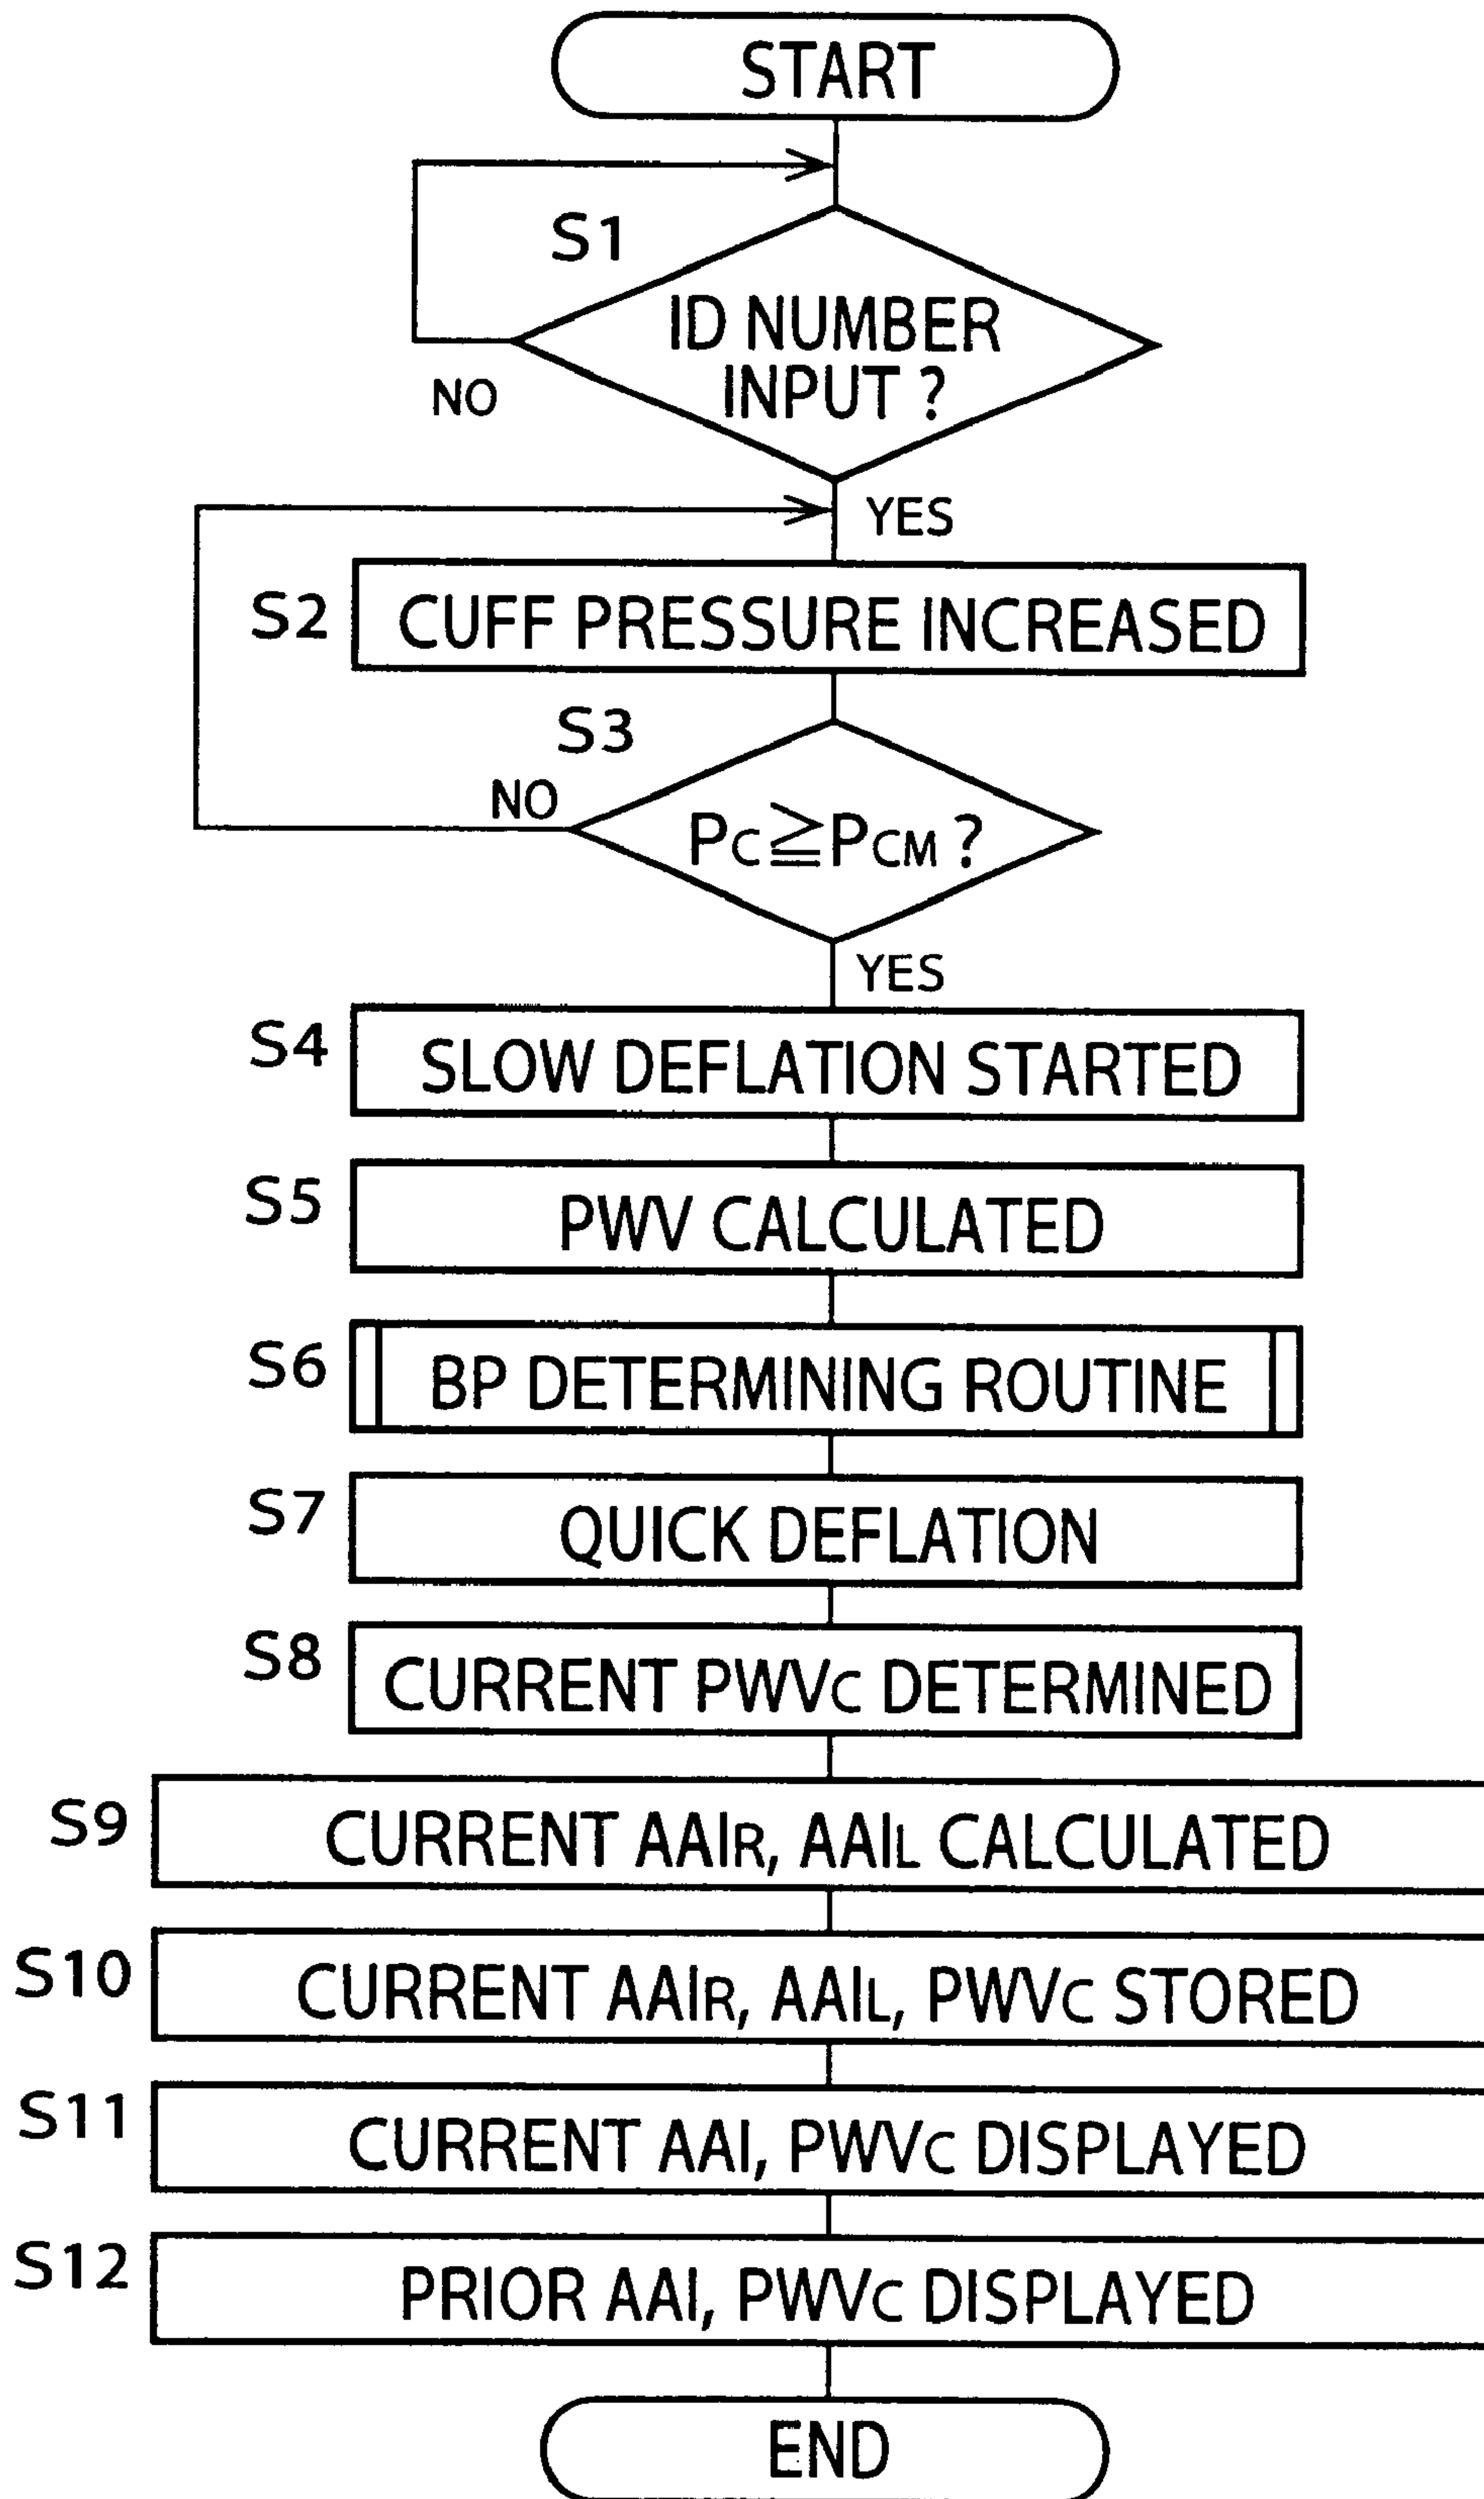 START
S1
ID NUMBER
INPUT ?
NO
YES
S2
CUFF PRESSURE INCREASED
S3
NO
PC≧PCM ?
YES
S4
SLOW DEFLATION STARTED
S5
PWV CALCULATED
S6
BP DETERMINING ROUTINE
S7
QUICK DEFLATION
S8
CURRENT PWVC DETERMINED
S9
CURRENT AAIR, AAIL CALCULATED
S10
CURRENT AAIR, AAIL, PWVC STORED
S11
CURRENT AAI, PWVC DISPLAYED
S12
PRIOR AAI, PWVC DISPLAYED
END